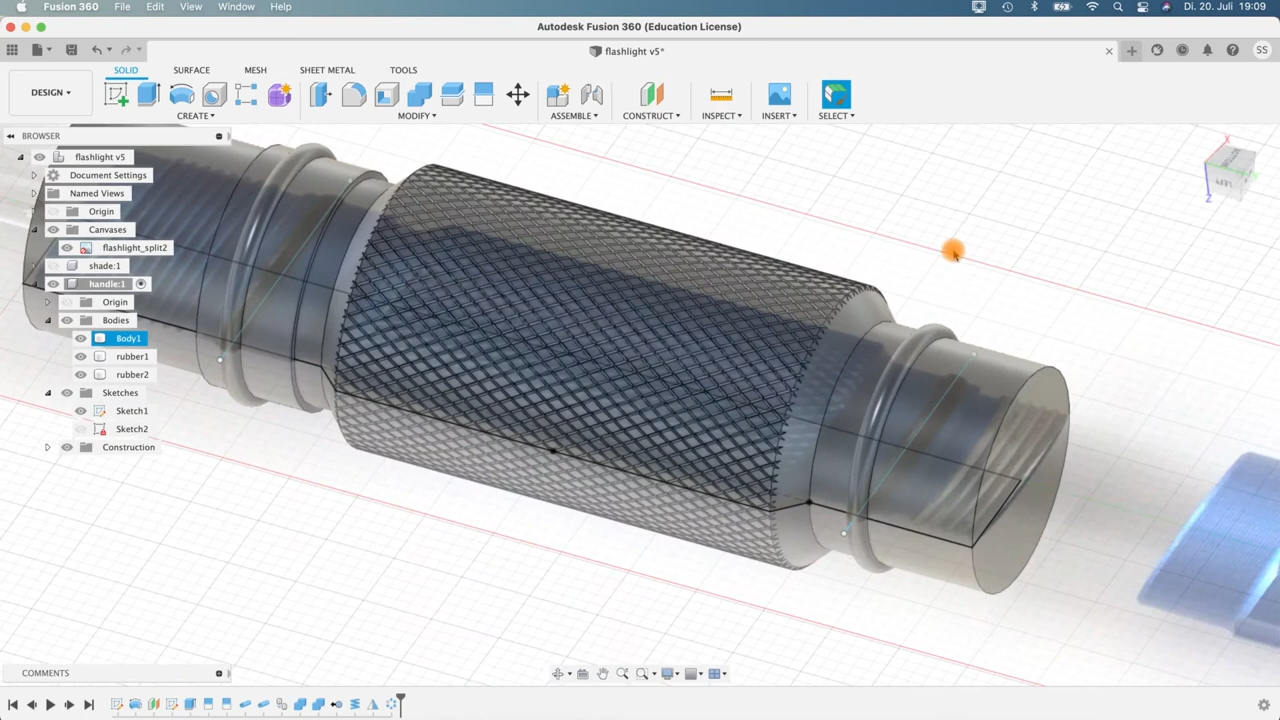 Fusion 360 File Edit View Window Help Di. 20. Juli 19:09
Autodesk Fusion 360 (Education License)
flashlight v5*
SS
SOLID SURFACE MESH SHEET METAL TOOLS
DESIGN
CREATE MODIFY ASSEMBLE CONSTRUCT INSPECT INSERT SELECT
BROWSER
flashlight v5
Document Settings
Named Views
Origin
Canvases
flashlight_split2
shade:1
handle:1
Origin
Bodies
Body1
rubber1
rubber2
Sketches
Sketch1
Sketch2
Construction
X
Z
COMMENTS